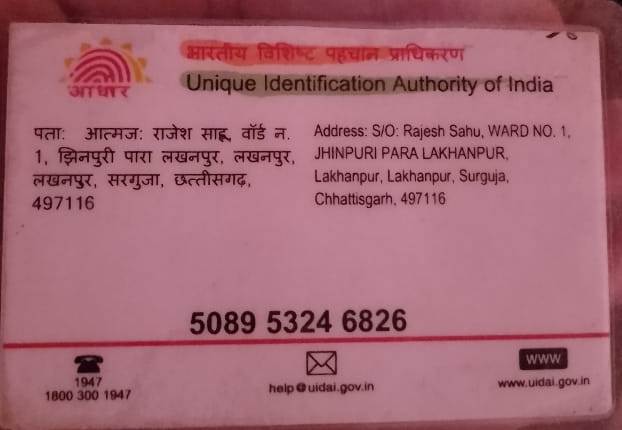 भारतीय विशिष्ट पहचान प्राधिकरण
Unique Identification Authority of India
आधार
पता: आत्मज: राजेश साहू, वॉर्ड न.
1, झिनपुरी पारा लखनपुर, लखनपुर,
लखनपुर, सरगुजा, छत्तीसगढ़,
497116
Address: S/O: Rajesh Sahu, WARD NO. 1,
JHINPURI PARA LAKHANPUR,
Lakhanpur, Lakhanpur, Surguja,
Chhattisgarh, 497116
5089 5324 6826
1947
1800 300 1947
help@uidai.gov.in
WWW
www.uidai.gov.in